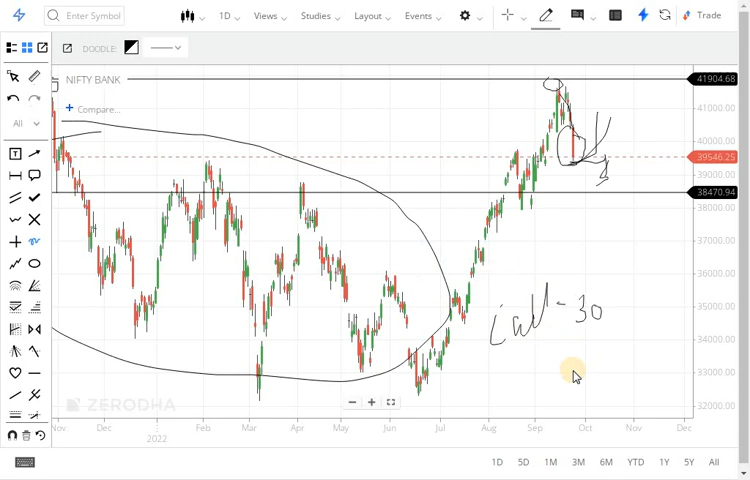 Enter Symbol
1D
Views
Studies
Layout
Events
Trade
DOODLE:
NIFTY BANK
Compare...
All
41904.68
41000.00
40000.00
39546.25
39000.00
38470.94
38000.00
37000.00
36000.00
35000.00
34000.00
33000.00
32000.00
- 30
ZERODHA
Nov
Dec
2022
Feb
Mar
Apr
May
Jun
Jul
Aug
Sep
Oct
Nov
Dec
1D
5D
1M
3M
6M
YTD
1Y
5Y
All